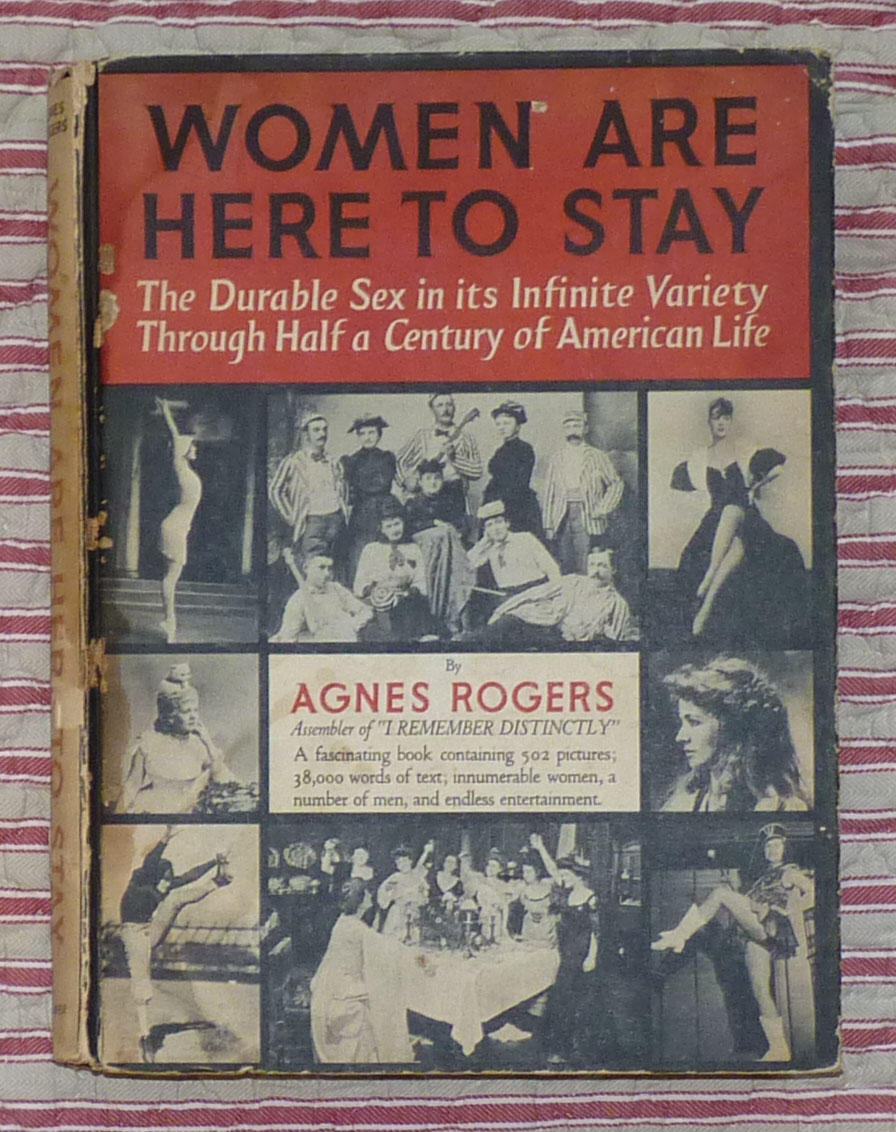 WOMEN ARE
HERE TO STAY
The Durable Sex in its Infinite Variety
Through Half a Century of American Life
By
AGNES ROGERS
Assembler of "I REMEMBER DISTINCTLY"
A fascinating book containing 502 pictures;
38,000 words of text; innumerable women, a
number of men, and endless entertainment.
ROGERS
WOMEN ARE HERE TO STAY